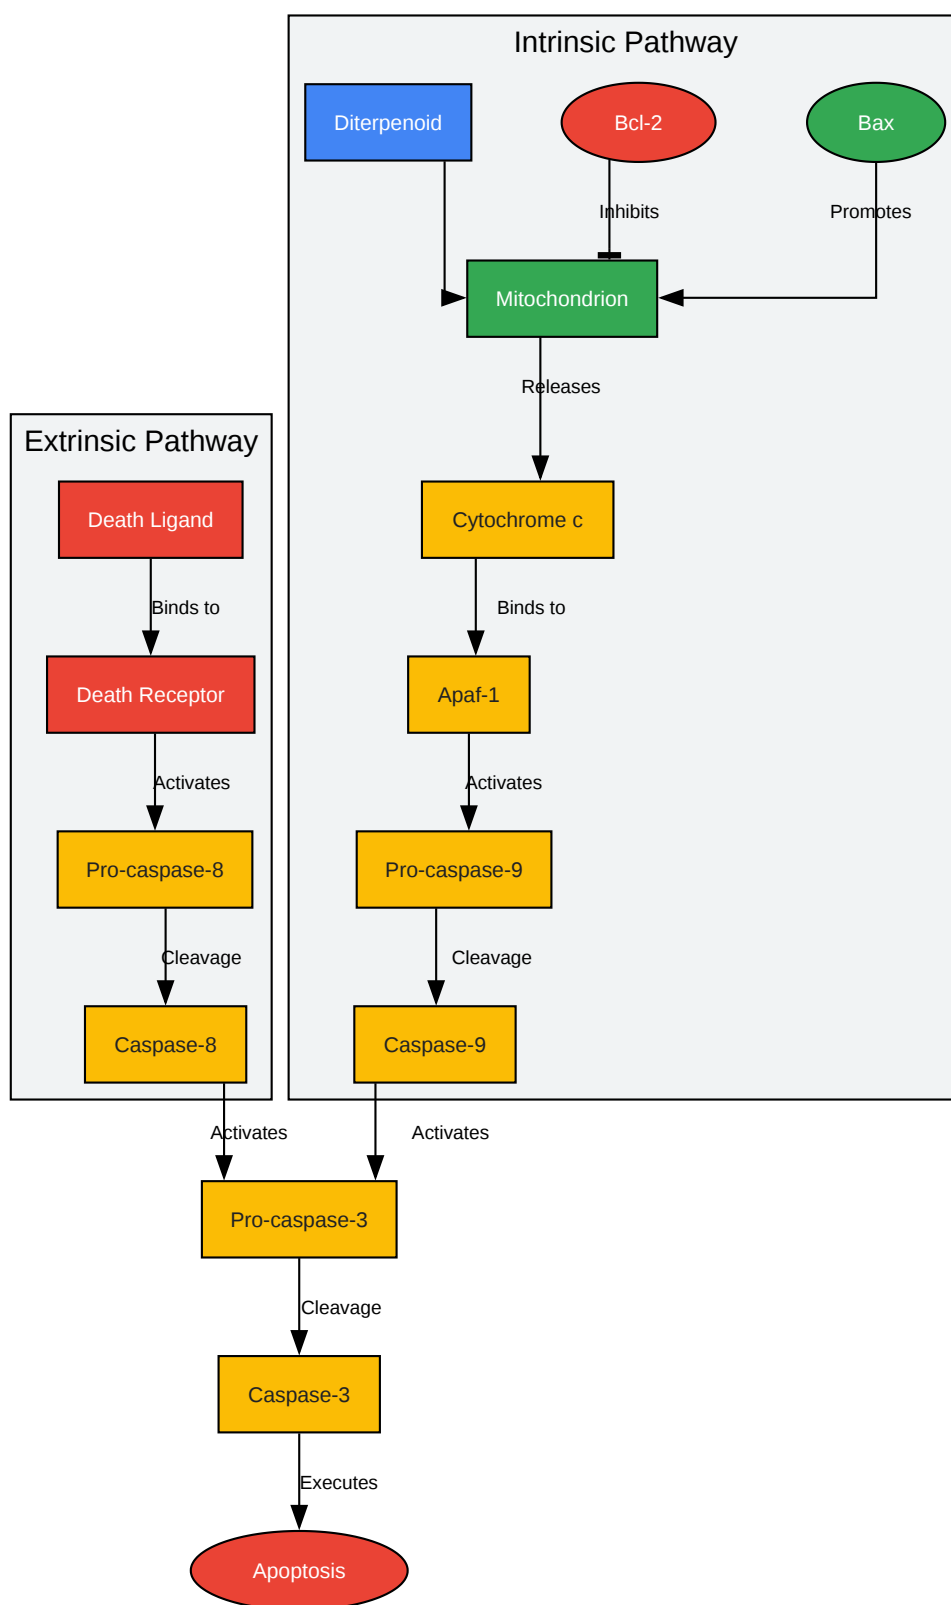 Intrinsic Pathway
Diterpenoid
Bcl-2
Bax
Inhibits
Promotes
Mitochondrion
Releases
Extrinsic Pathway
Death Ligand
Cytochrome c
Binds to
Binds to
Death Receptor
Apaf-1
Activates
Activates
Pro-caspase-8
Pro-caspase-9
Cleavage
Cleavage
Caspase-8
Caspase-9
Activates
Activates
Pro-caspase-3
Cleavage
Caspase-3
Executes
Apoptosis